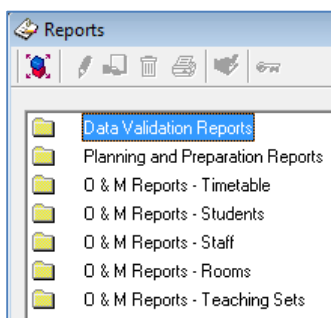 Reports
Data Validation Reports
Planning and Preparation Reports
O & M Reports - Timetable
O & M Reports - Students
O & M Reports - Staff
O & M Reports - Rooms
O & M Reports - Teaching Sets